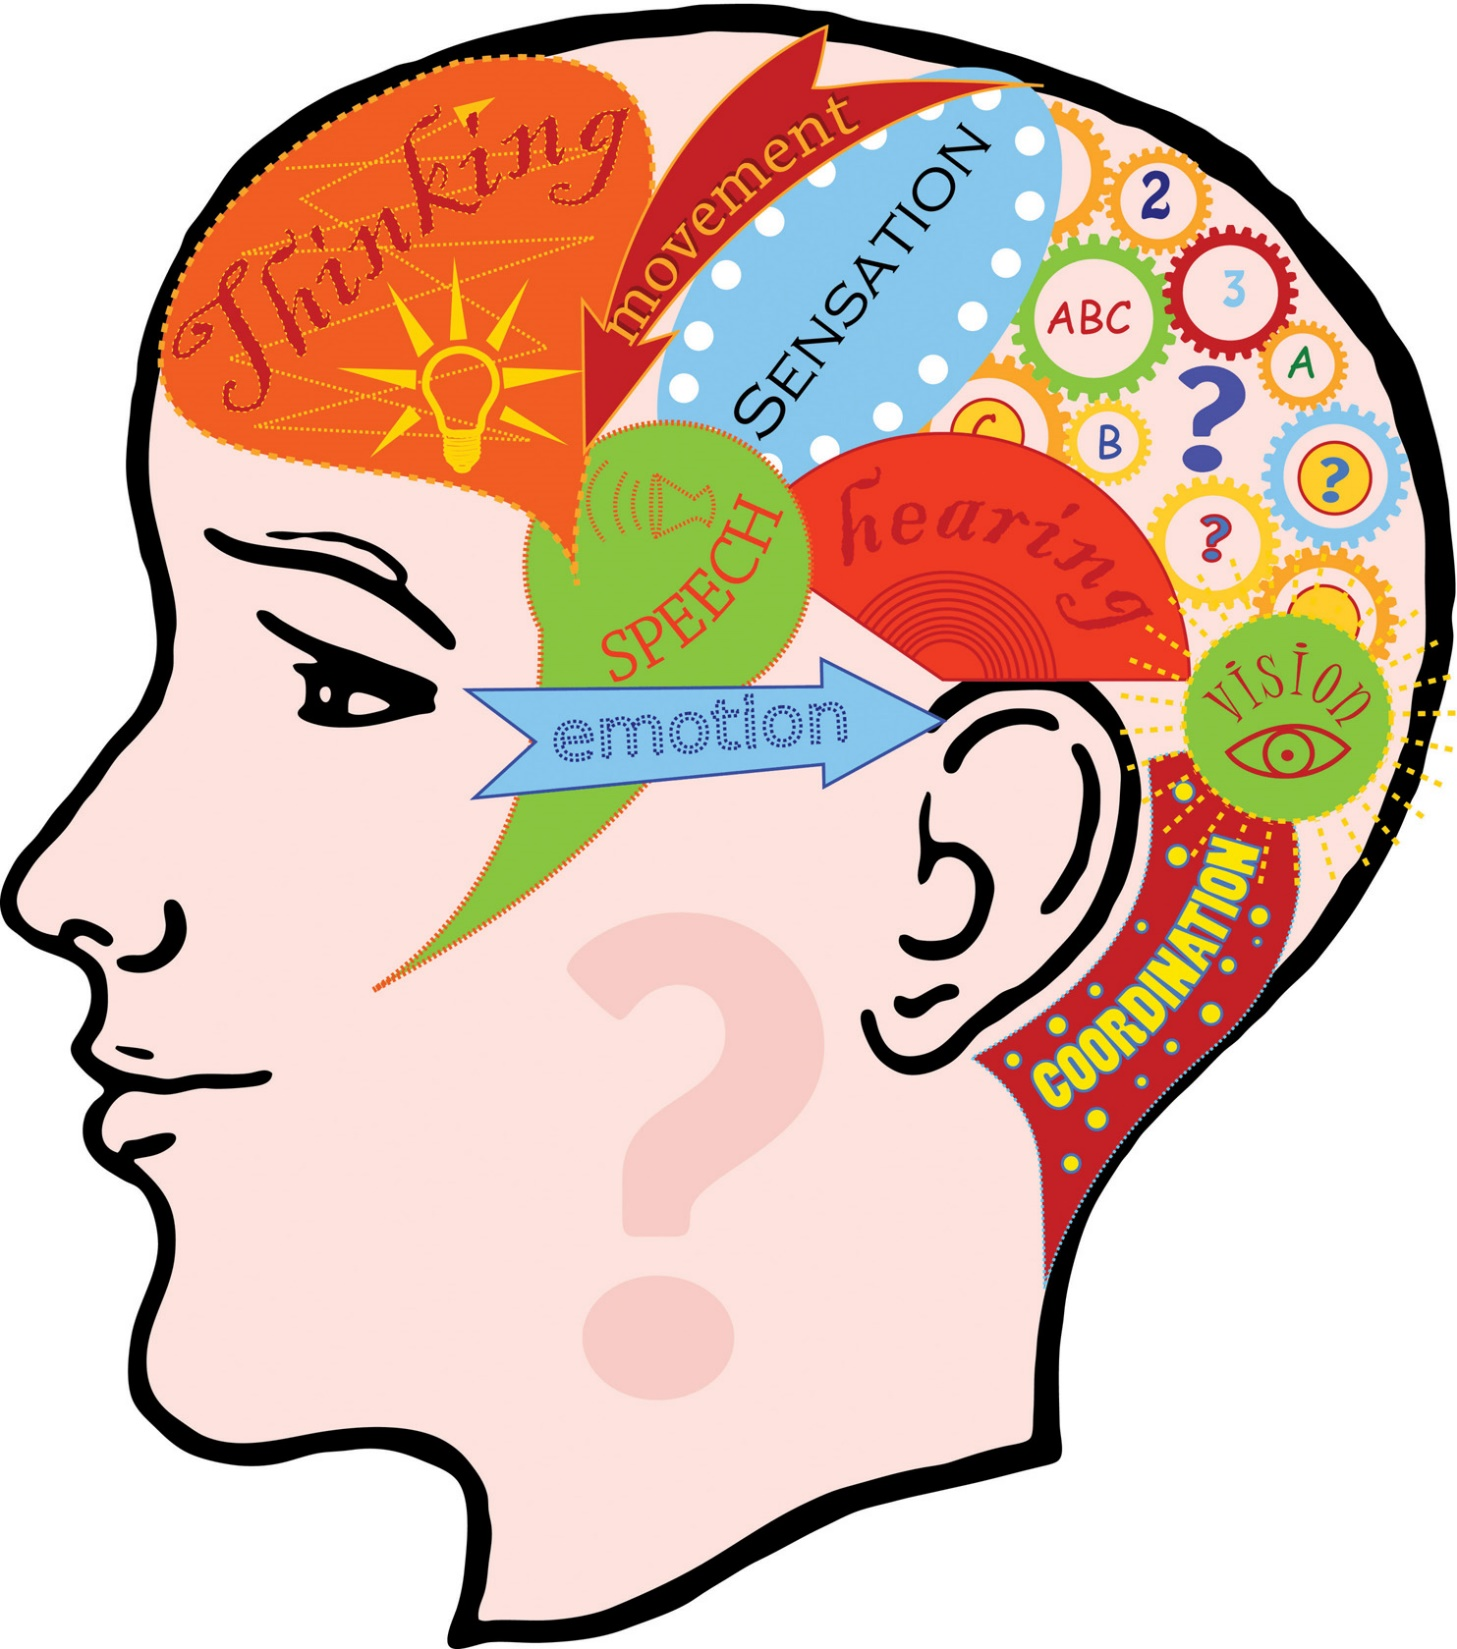 Thinking
movement
SENSATION
2
3
ABC
A
?
C
B
?
?
SPEECH
hearing
vision
emotion
COORDINATION
?